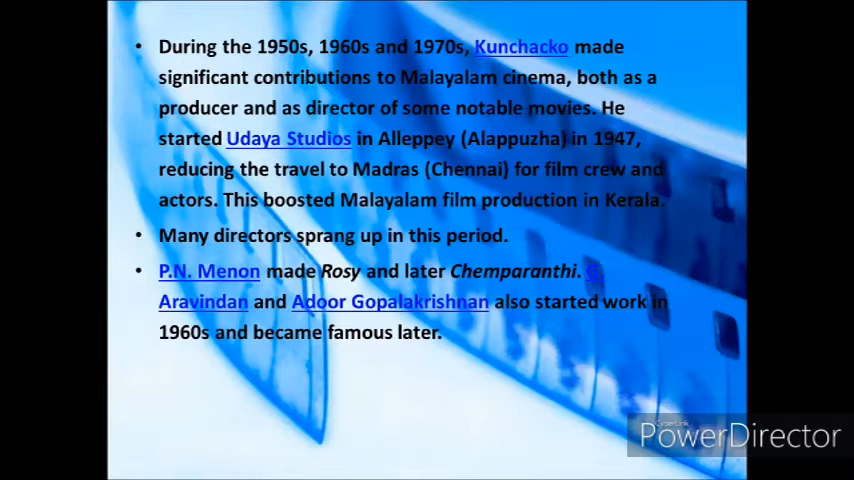 • During the 1950s, 1960s and 1970s, Kunchacko made
significant contributions to Malayalam cinema, both as a
producer and as director of some notable movies. He
started Udaya Studios in Alleppey (Alappuzha) in 1947,
reducing the travel to Madras (Chennai) for film crew and
actors. This boosted Malayalam film production in Kerala.
• Many directors sprang up in this period.
• P.N. Menon made Rosy and later Chemparanthi. G.
Aravindan and Adoor Gopalakrishnan also started work in
1960s and became famous later.
CyberLink
PowerDirector